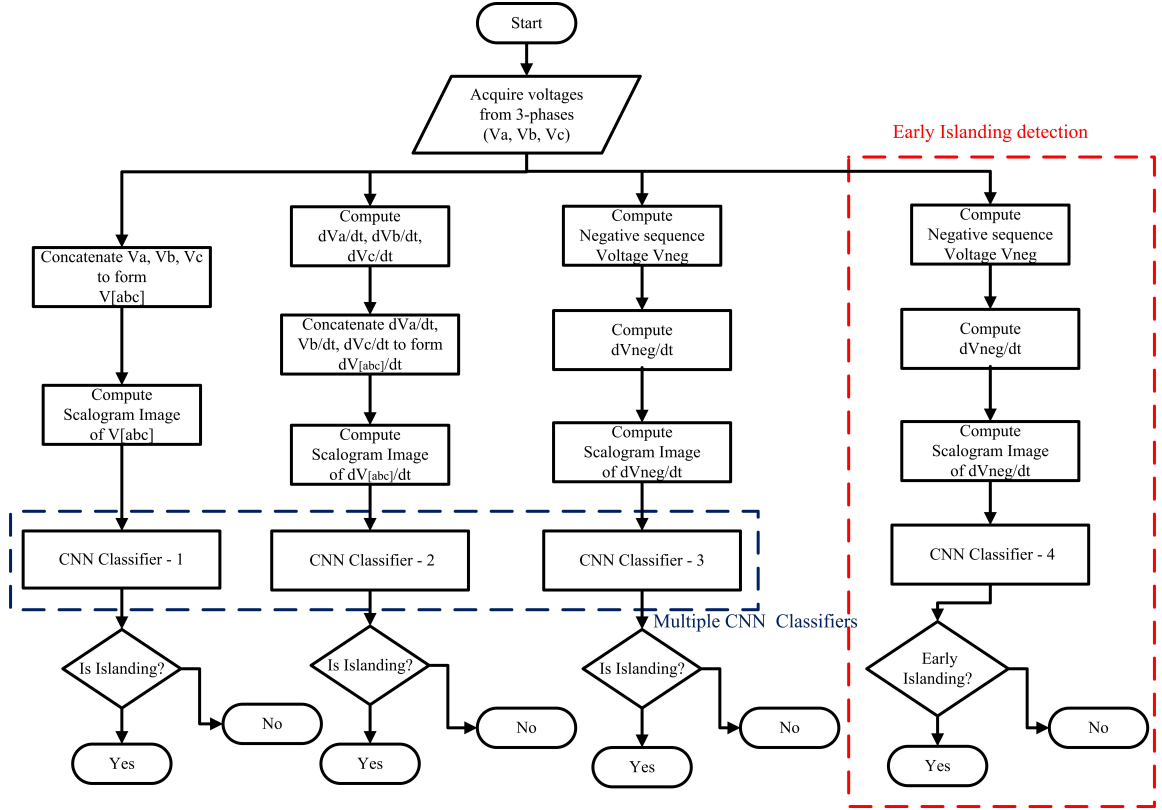 Start
Acquire voltages
from 3-phases
(Va, Vb, Vc)
Early Islanding detection
Concatenate Va, Vb, Vc
to form
V[abc]
Compute
Scalogram Image
of V[abc]
CNN Classifier - 1
Is Islanding?
No
Yes
Compute
dVa/dt, dVb/dt,
dVc/dt
Concatenate dVa/dt,
Vb/dt, dVc/dt to form
dV[abc]/dt
Compute
Scalogram Image
of dV[abc]/dt
CNN Classifier - 2
Is Islanding?
No
Yes
Compute
Negative sequence
Voltage Vneg
Compute
dVneg/dt
Compute
Scalogram Image
of dVneg/dt
CNN Classifier - 3
Multiple CNN Classifiers
Is Islanding?
No
Yes
Compute
Negative sequence
Voltage Vneg
Compute
dVneg/dt
Compute
Scalogram Image
of dVneg/dt
CNN Classifier - 4
Early
Islanding?
No
Yes